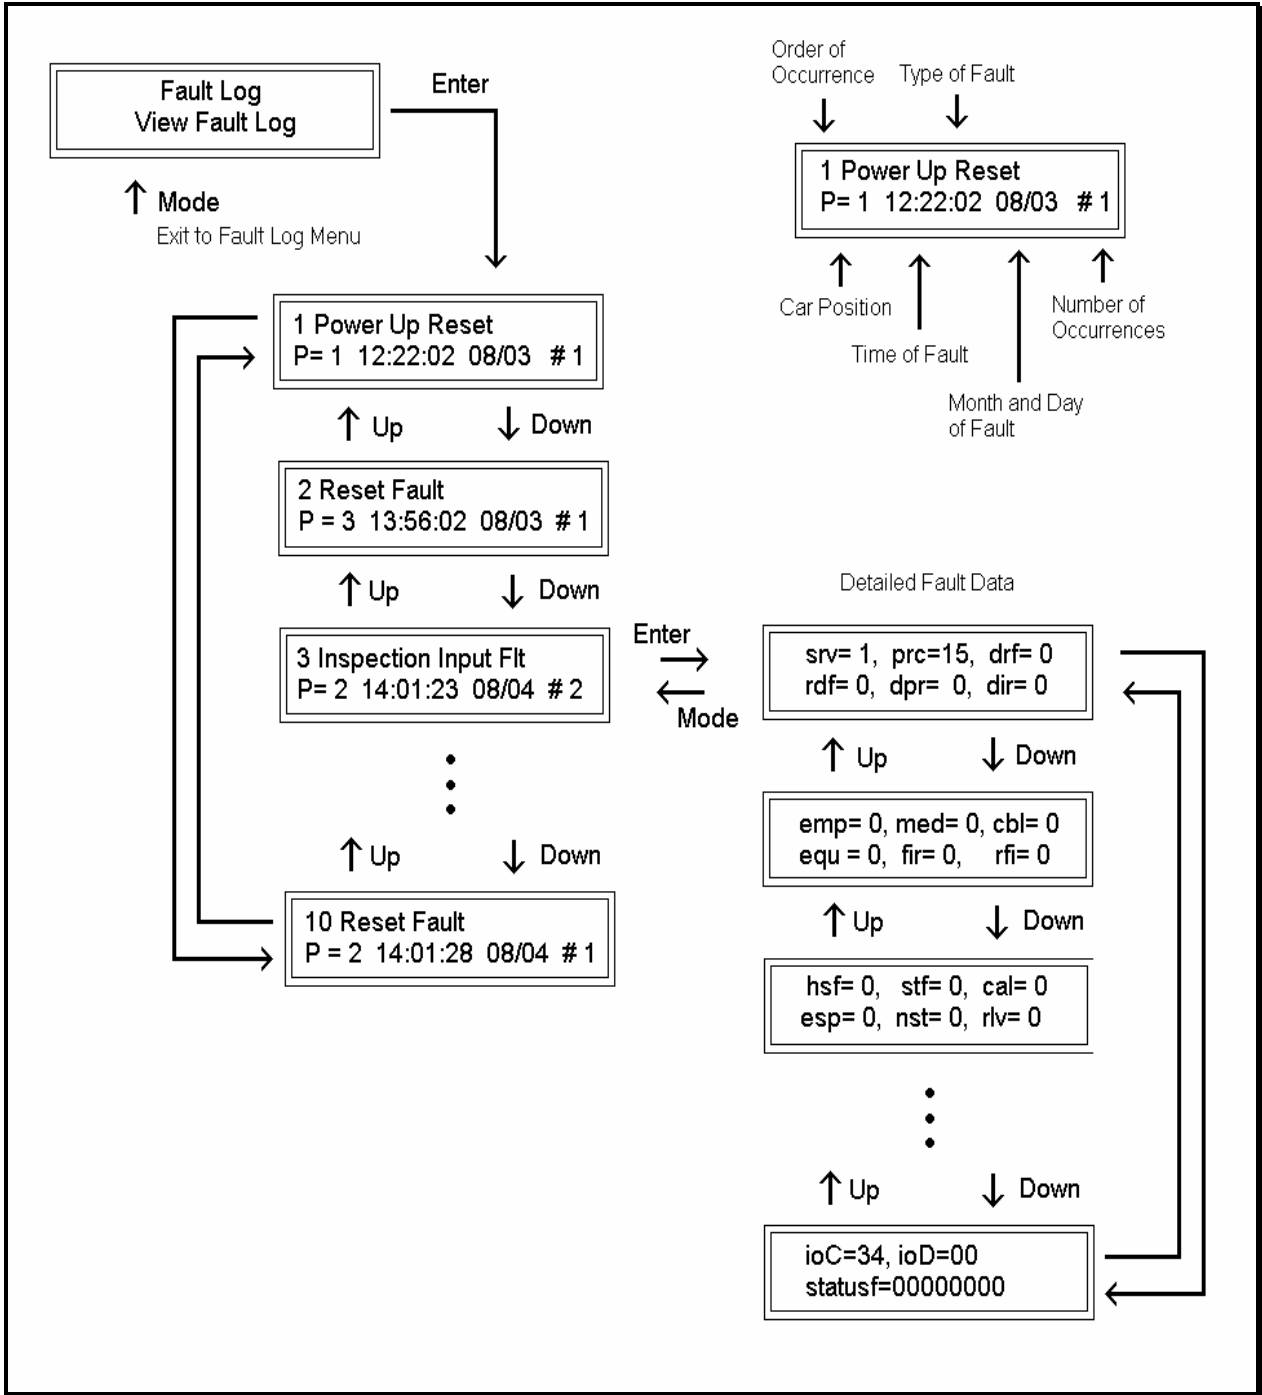 Fault Log
View Fault Log
Enter
Mode
Exit to Fault Log Menu
Order of
Occurrence
Type of Fault
1 Power Up Reset
P= 1 12:22:02 08/03 # 1
Car Position
Time of Fault
Month and Day
of Fault
Number of
Occurrences
1 Power Up Reset
P= 1 12:22:02 08/03 # 1
Up
Down
2 Reset Fault
P = 3 13:56:02 08/03 # 1
Up
Down
3 Inspection Input Flt
P= 2 14:01:23 08/04 # 2
Up
Down
10 Reset Fault
P = 2 14:01:28 08/04 # 1
Enter
Mode
Detailed Fault Data
srv= 1, prc=15, drf= 0
rdf= 0, dpr= 0, dir= 0
Up
Down
emp= 0, med= 0, cbl= 0
equ = 0, fir= 0, rfi= 0
Up
Down
hsf= 0, stf= 0, cal= 0
esp= 0, nst= 0, rlv= 0
Up
Down
ioC=34, ioD=00
statusf=00000000